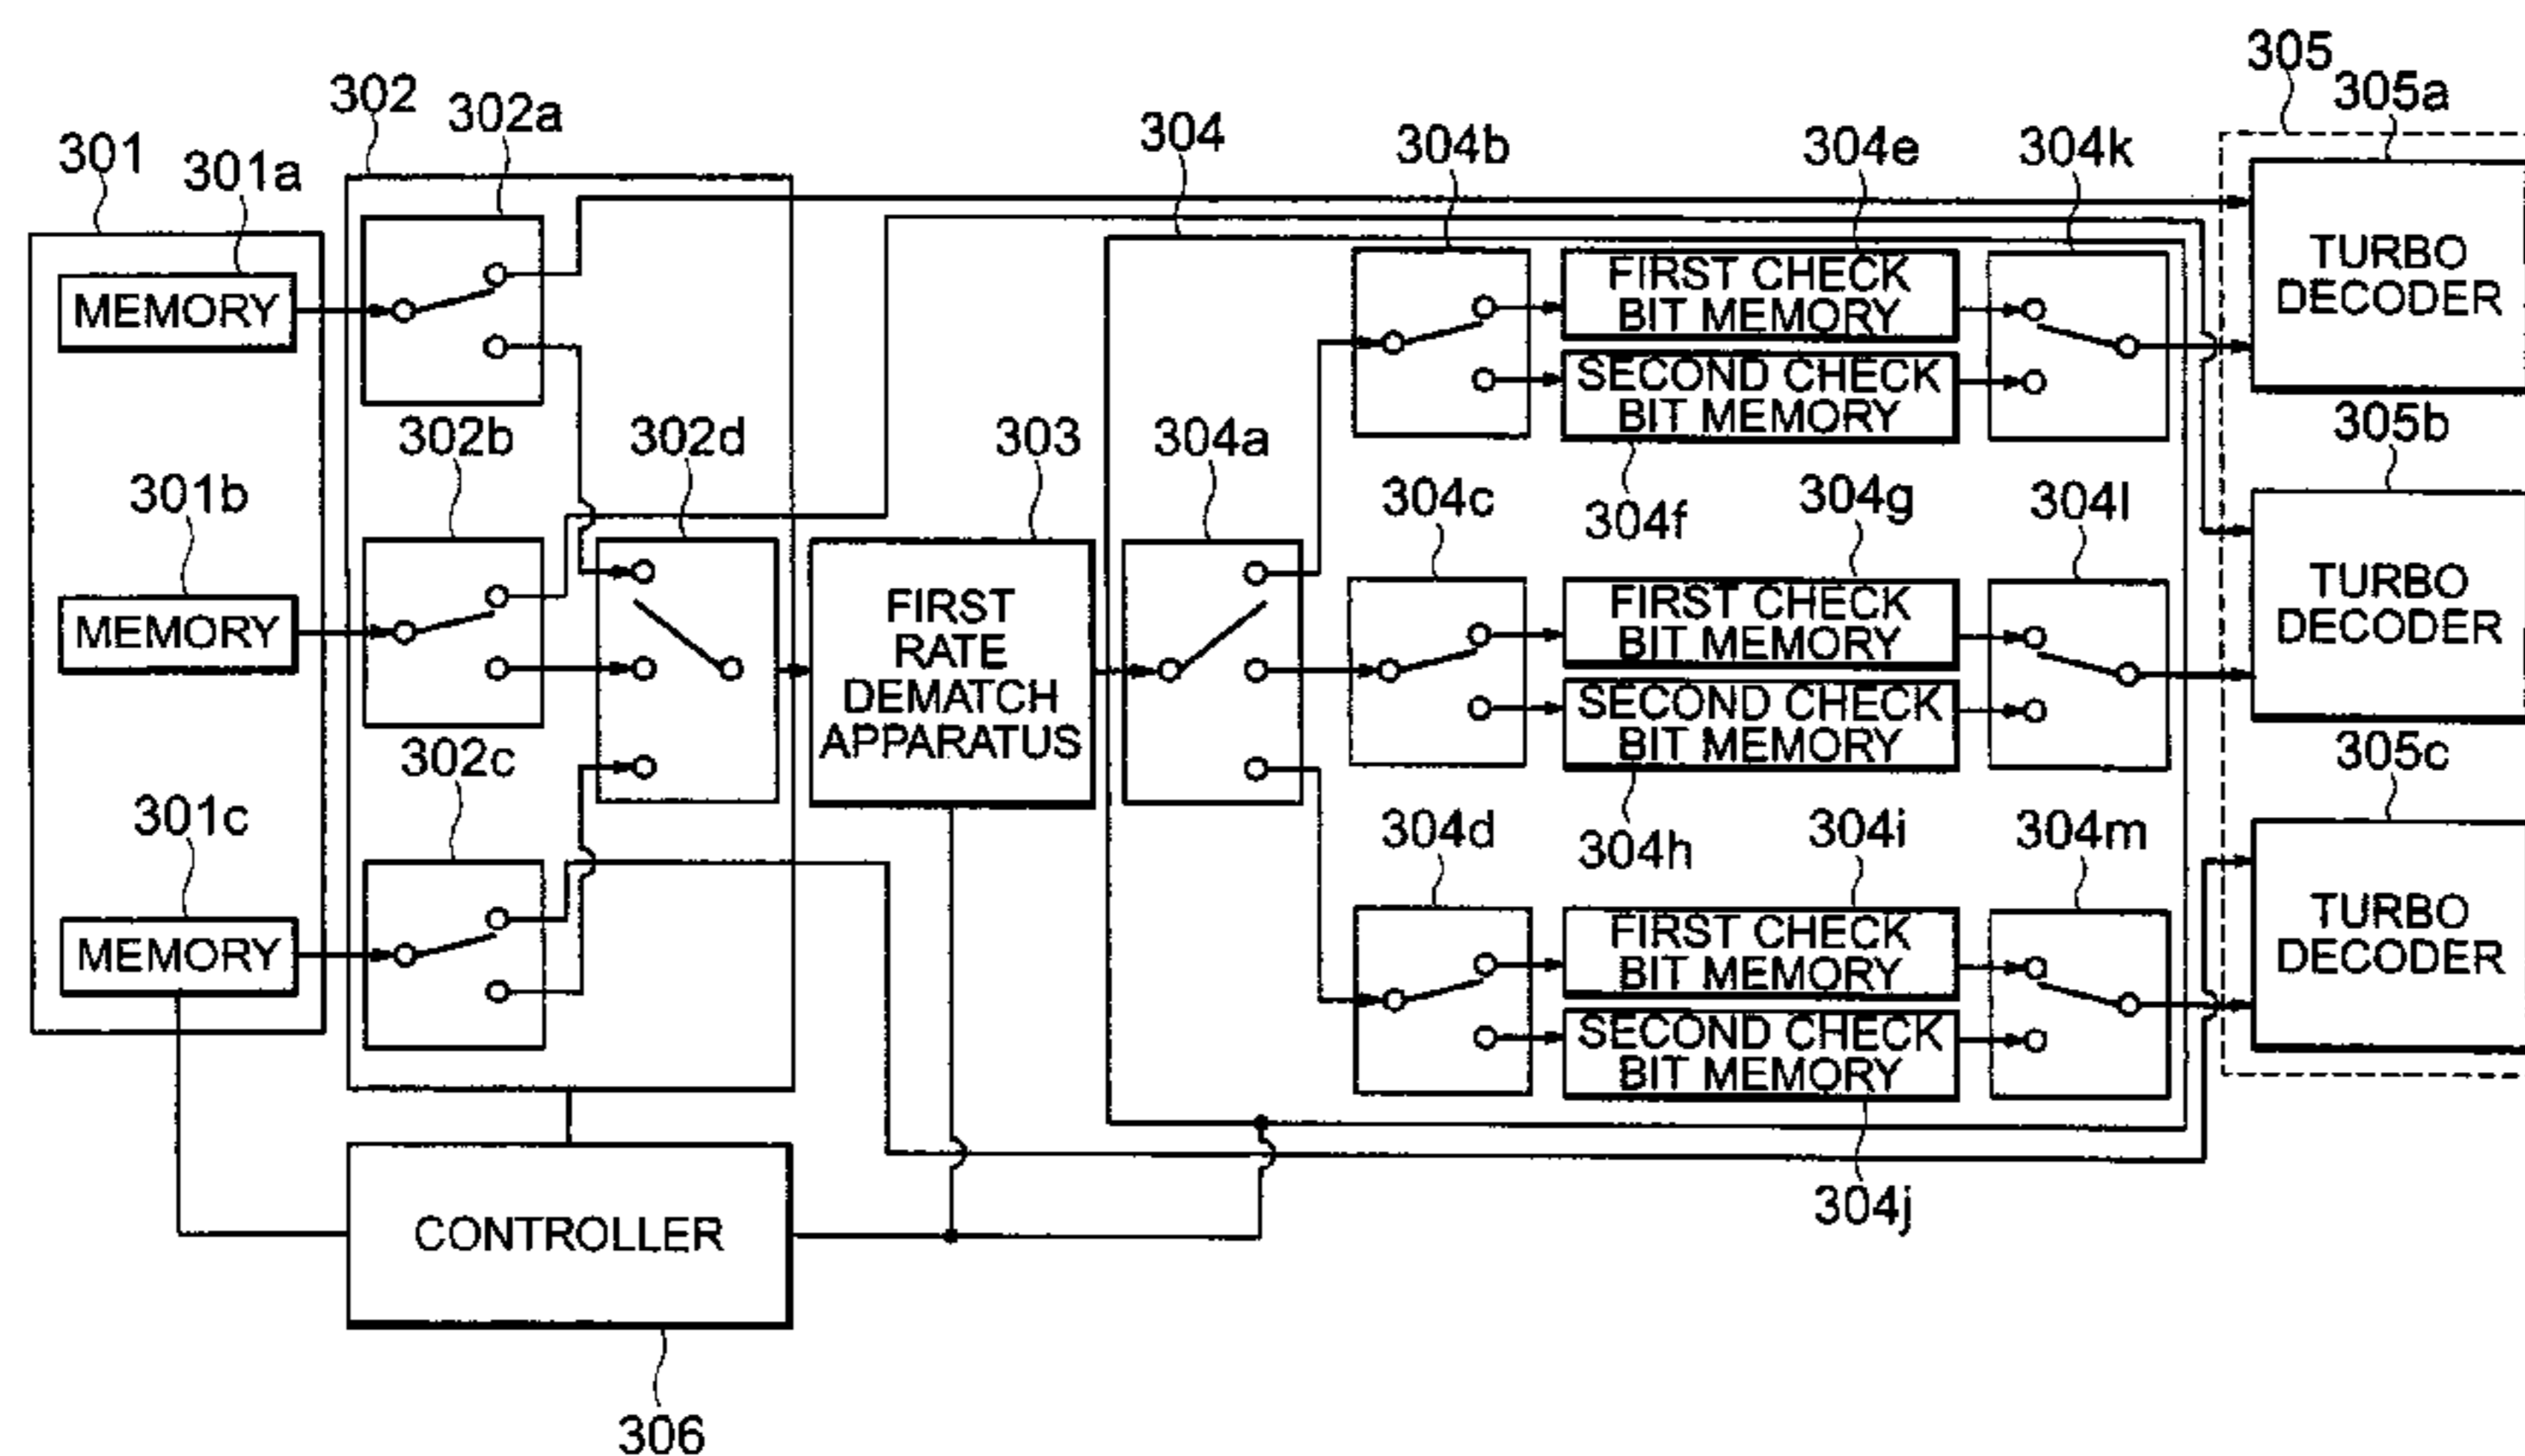 305
305a
302
302a
304
304b
304e
304k
301
301a
MEMORY
FIRST CHECK
BIT MEMORY
SECOND CHECK
BIT MEMORY
TURBO
DECODER
302b
302d
303
304a
304f
304c
304g
304l
305b
301b
MEMORY
FIRST
RATE
DEMATCH
APPARATUS
FIRST CHECK
BIT MEMORY
SECOND CHECK
BIT MEMORY
TURBO
DECODER
302c
301c
304d
304h
304i
304m
305c
MEMORY
FIRST CHECK
BIT MEMORY
SECOND CHECK
BIT MEMORY
TURBO
DECODER
304j
CONTROLLER
306